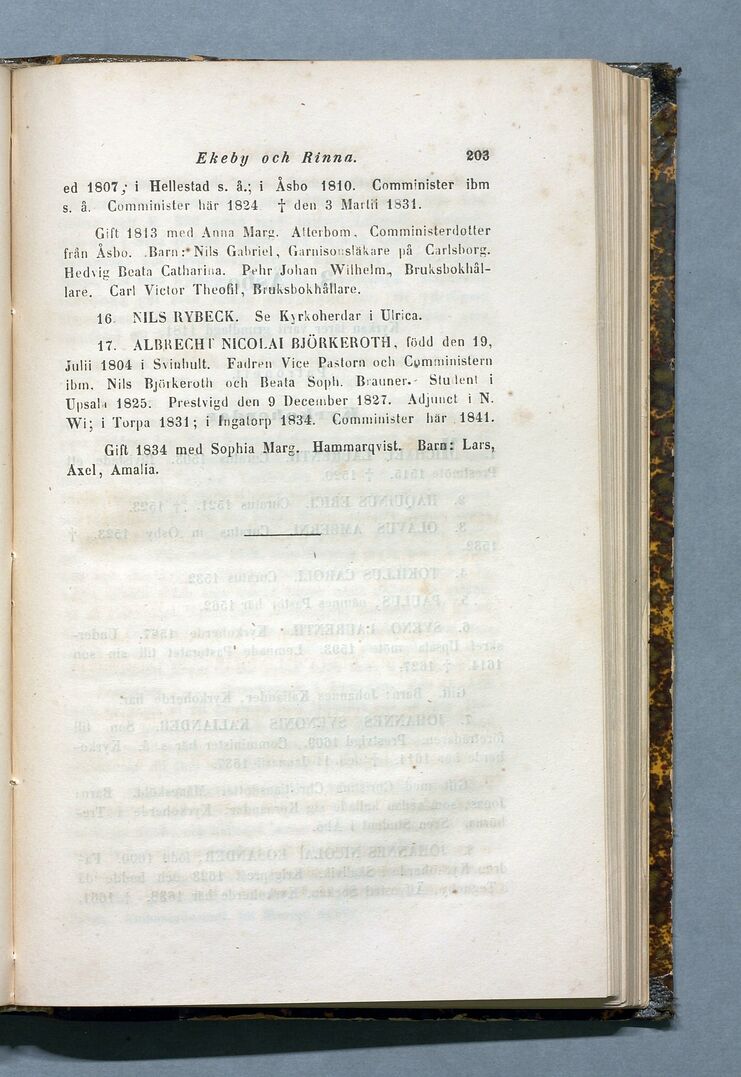 Ekeby och Rinna. 203
ed 1807; i Hellestad s. å.; i Åsbo 1810. Comminister ibm
s. å. Comminister här 1824. † den 3 Martii 1831.
Gift 1813 med Anna Marg. Atterbom, Comministerdotter
från Åsbo. Barn: Nils Gabriel, Garnisonsläkare på Carlsborg.
Hedvig Beata Catharina. Pehr Johan Wilhelm, Bruksbokhål-
lare. Carl Victor Theofil, Bruksbokhållare.
16. NILS RYBECK. Se Kyrkoherdar i Ulrica.
17. ALBRECHT NICOLAI BJÖRKEROTH, född den 19,
Julii 1804 i Svinhult. Fadren Vice Pastorn och Comministern
ibm, Nils Björkeroth och Beata Soph. Brauner. Student i
Upsala 1825. Prestvigd den 9 December 1827. Adjunct i N.
Wi; i Torpa 1831; i Ingatorp 1834. Comminister här 1841.
Gift 1834 med Sophia Marg. Hammarqvist. Barn: Lars,
Axel, Amalia.